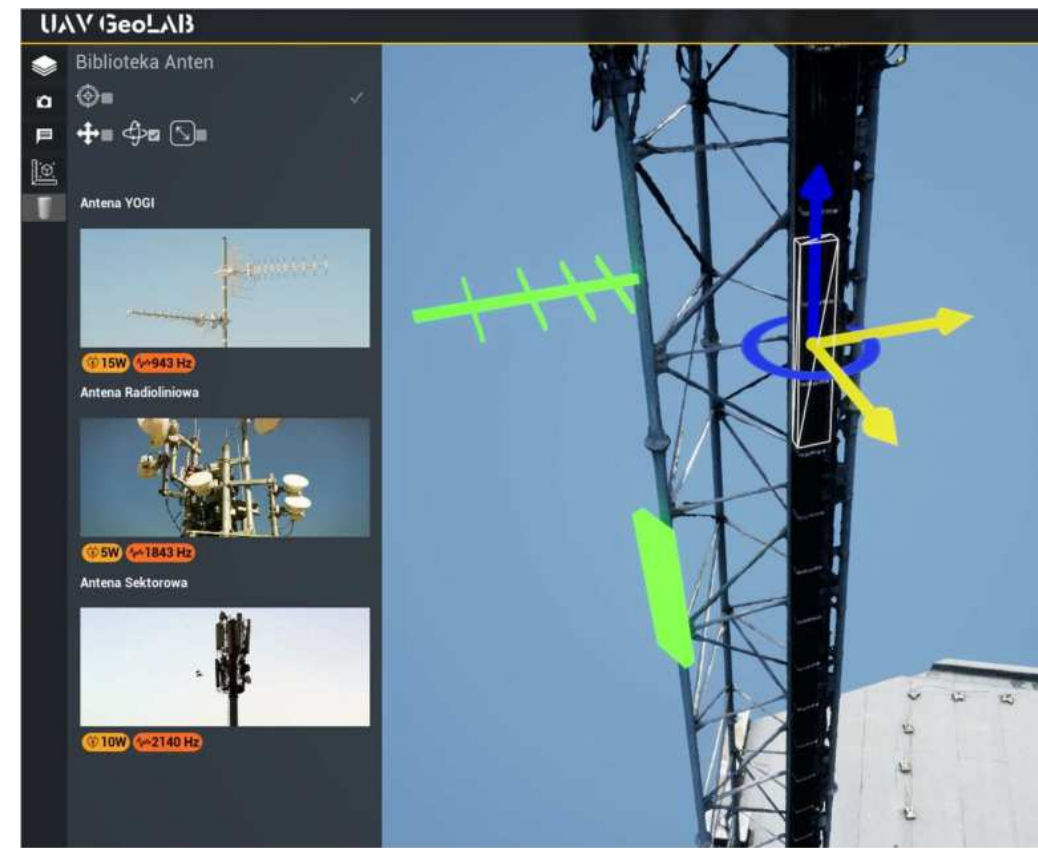 UAV GeoLAB
Biblioteka Anten
Antena YOGI
15W 943 Hz
Antena Radioliniowa
5W 1843 Hz
Antena Sektorowa
10W 2140 Hz